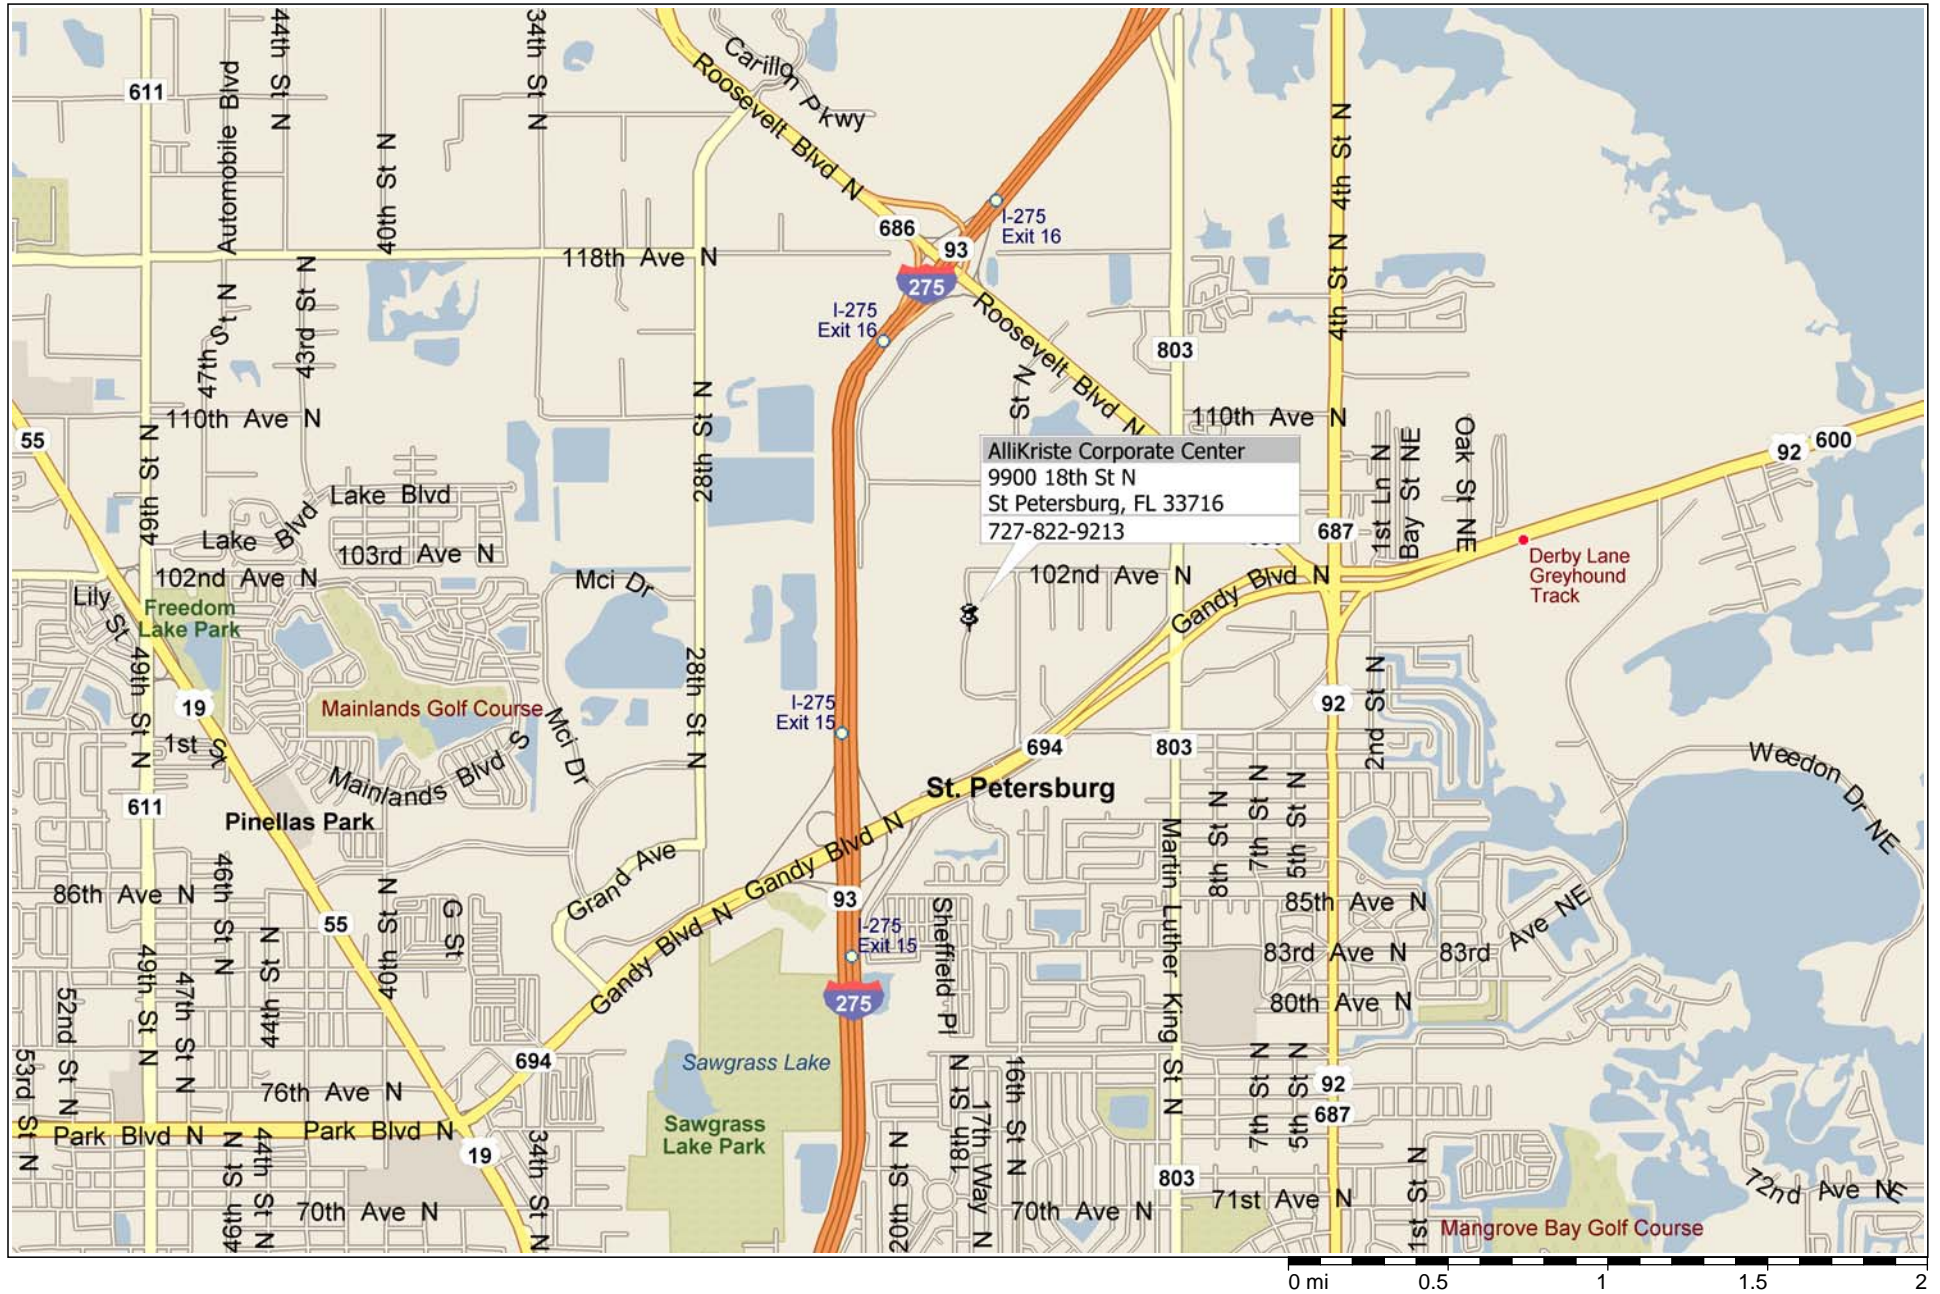 44th St N
34th St N
Carillon Pkwy
Roosevelt Blvd N
611
Automobile Blvd
40th St N
4th St N
4th St N
4th St N
I-275
Exit 16
686
93
118th Ave N
275
I-275
Exit 16
Roosevelt Blvd N
47th St N
43rd St N
803
St N
28th St N
110th Ave N
110th Ave N
55
49th St N
Oak St NE
1st Ln N
Bay St NE
92
600
AlliKriste Corporate Center
9900 18th St N
St Petersburg, FL 33716
727-822-9213
Lake Blvd
Lake Blvd
103rd Ave N
687
Derby Lane
Greyhound
Track
102nd Ave N
Mci Dr
102nd Ave N
Gandy Blvd N
Lily St
Freedom
Lake Park
49th St N
28th St N
2nd St N
19
Mainlands Golf Course
Mci Dr
I-275
Exit 15
92
1st St
694
803
Mainlands Blvd S
Weedon Dr NE
St. Petersburg
611
Pinellas Park
8th St N
7th St N
5th St N
Martin Luther King St N
Gandy Blvd N
Grand Ave
86th Ave N
49th St N
40th St N
G St
93
85th Ave N
55
Gandy Blvd N
I-275
Exit 15
Sheffield Pl
83rd Ave N
83rd Ave NE
49th St N
47th St N
44th St N
52nd St N
275
80th Ave N
53rd St N
694
Sawgrass Lake
18th St N
16th St N
17th Way N
7th St N
5th St N
92
76th Ave N
687
Park Blvd N
Park Blvd N
Sawgrass
Lake Park
19
46th St N
44th St N
34th St N
20th St N
803
1st St N
72nd Ave NE
70th Ave N
70th Ave N
71st Ave N
Mangrove Bay Golf Course
0 mi
0.5
1
1.5
2